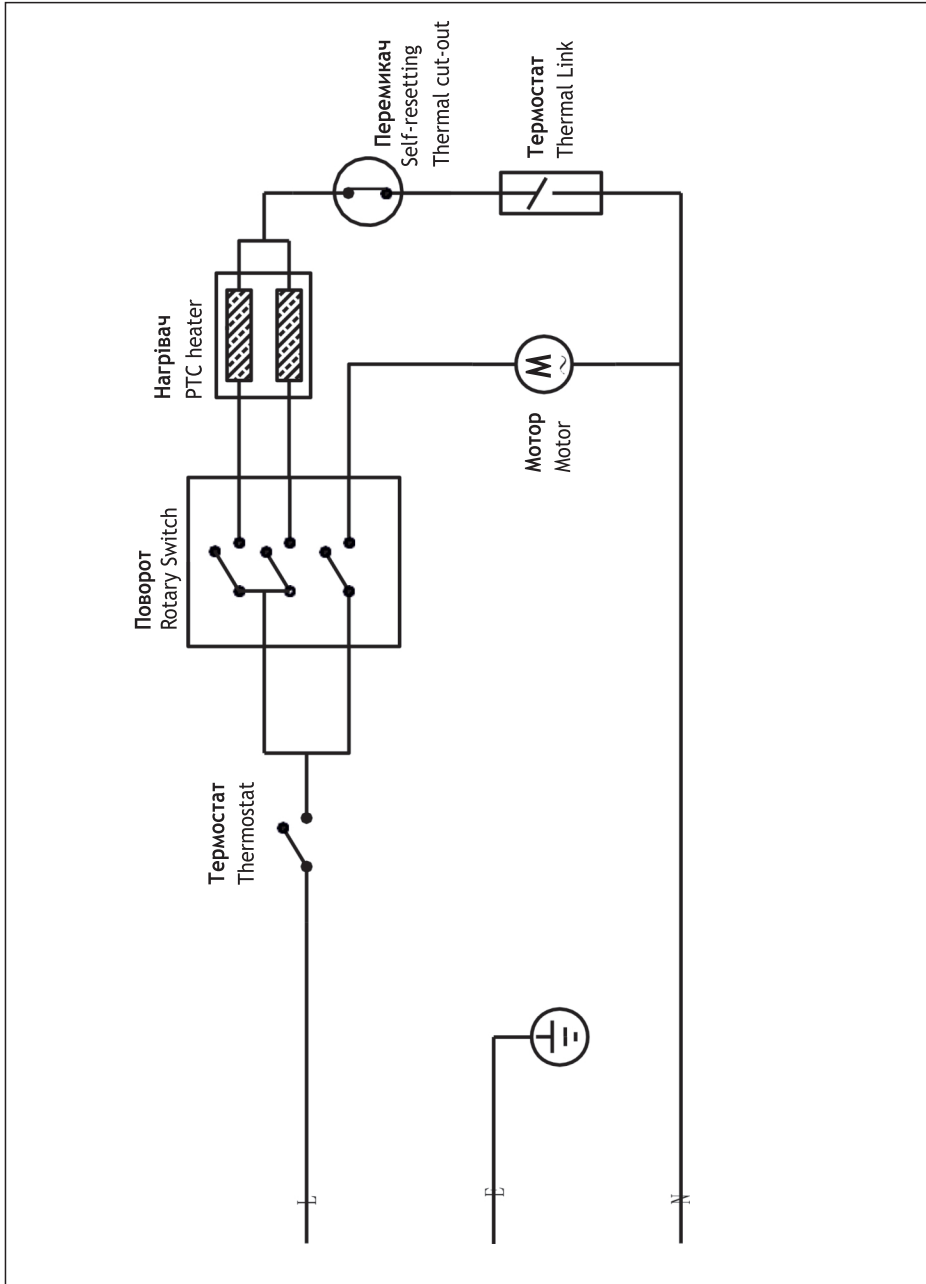 Термостат
Thermostat
Поворот
Rotary Switch
Нагрівач
PTC heater
Перемикач
Self-resetting
Thermal cut-out
Термостат
Thermal Link
Мотор
Motor
M
L
E
N